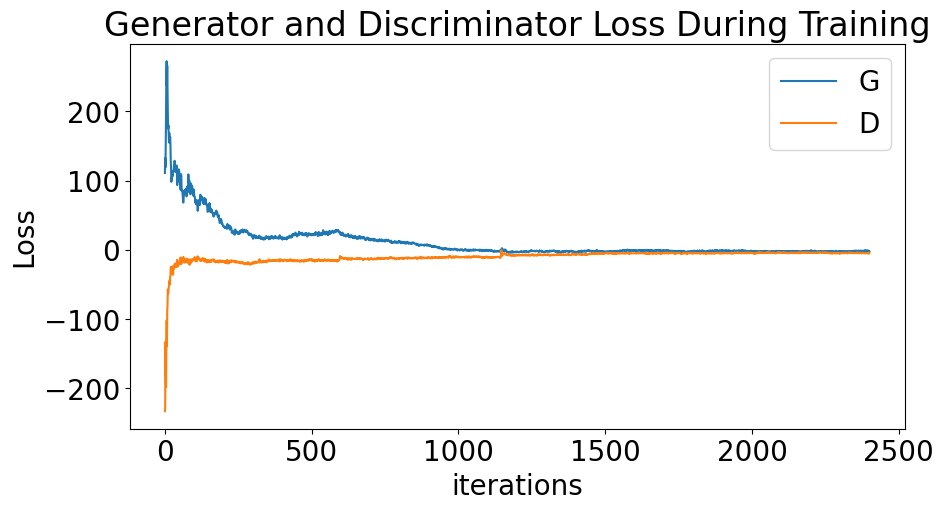 Generator and Discriminator Loss During Training
G
D
200
100
0
−100
−200
Loss
0 500 1000 1500 2000 2500
iterations